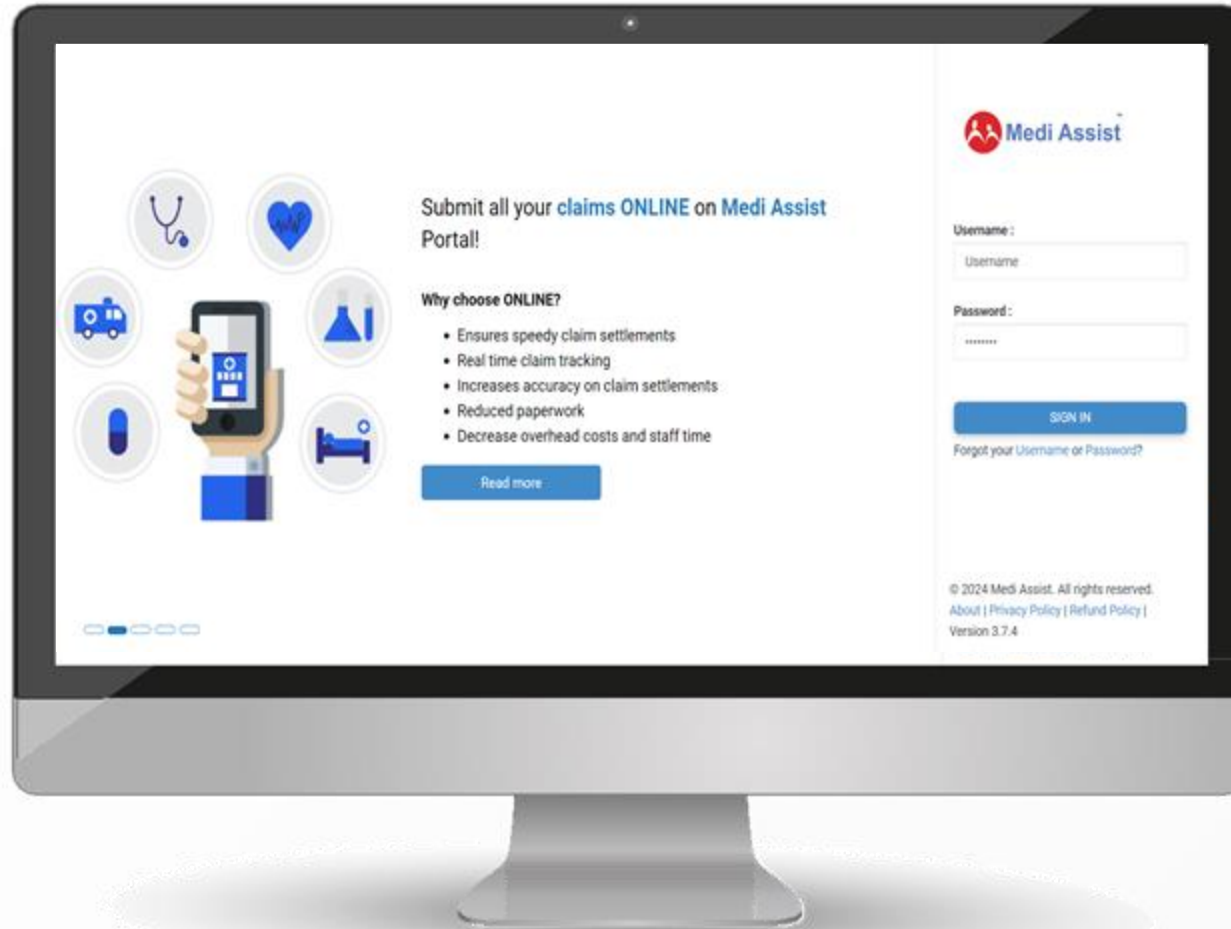 Submit all your claims ONLINE on Medi Assist
Portal!
Why choose ONLINE?
• Ensures speedy claim settlements
• Real time claim tracking
• Increases accuracy on claim settlements
• Reduced paperwork
• Decrease overhead costs and staff time
Read more
Medi Assist
Username :
Username
Password :
********
SIGN IN
Forgot your Username or Password?
© 2024 Medi Assist. All rights reserved.
About | Privacy Policy | Refund Policy |
Version 3.7.4